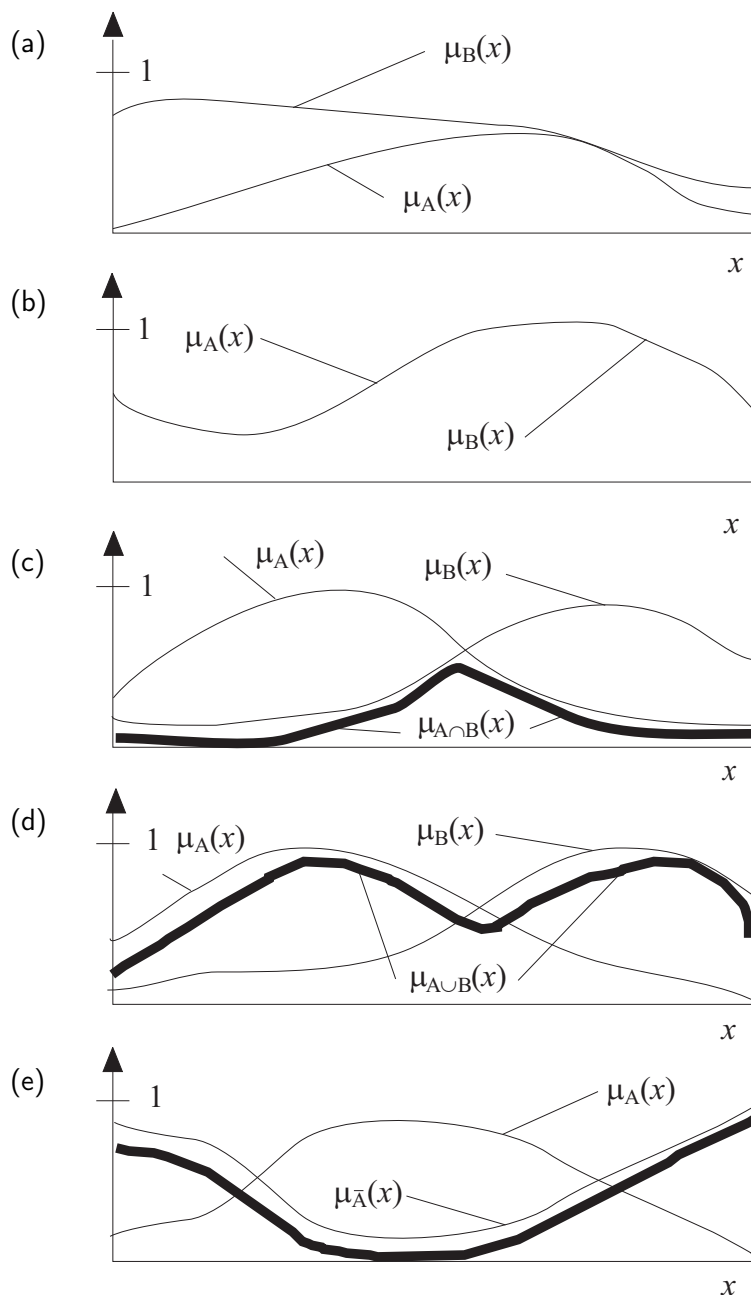 (a)
1
μB(x)
μA(x)
x
(b)
1
μA(x)
μB(x)
x
(c)
μA(x)
1
μB(x)
μA∩B(x)
x
(d)
1 μA(x)
μB(x)
μA∪B(x)
x
(e)
1
μA(x)
μĀ(x)
x